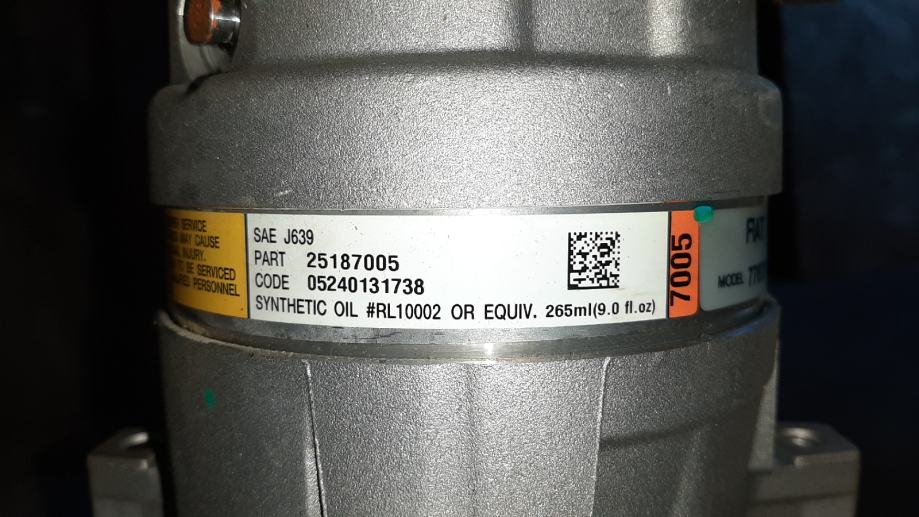 SERVICE
MAY CAUSE
INJURY.
TO BE SERVICED
PERSONNEL
SAE J639
PART 25187005
CODE 05240131738
SYNTHETIC OIL #RL10002 OR EQUIV. 265ml(9.0 fl.oz)
7005
MODEL